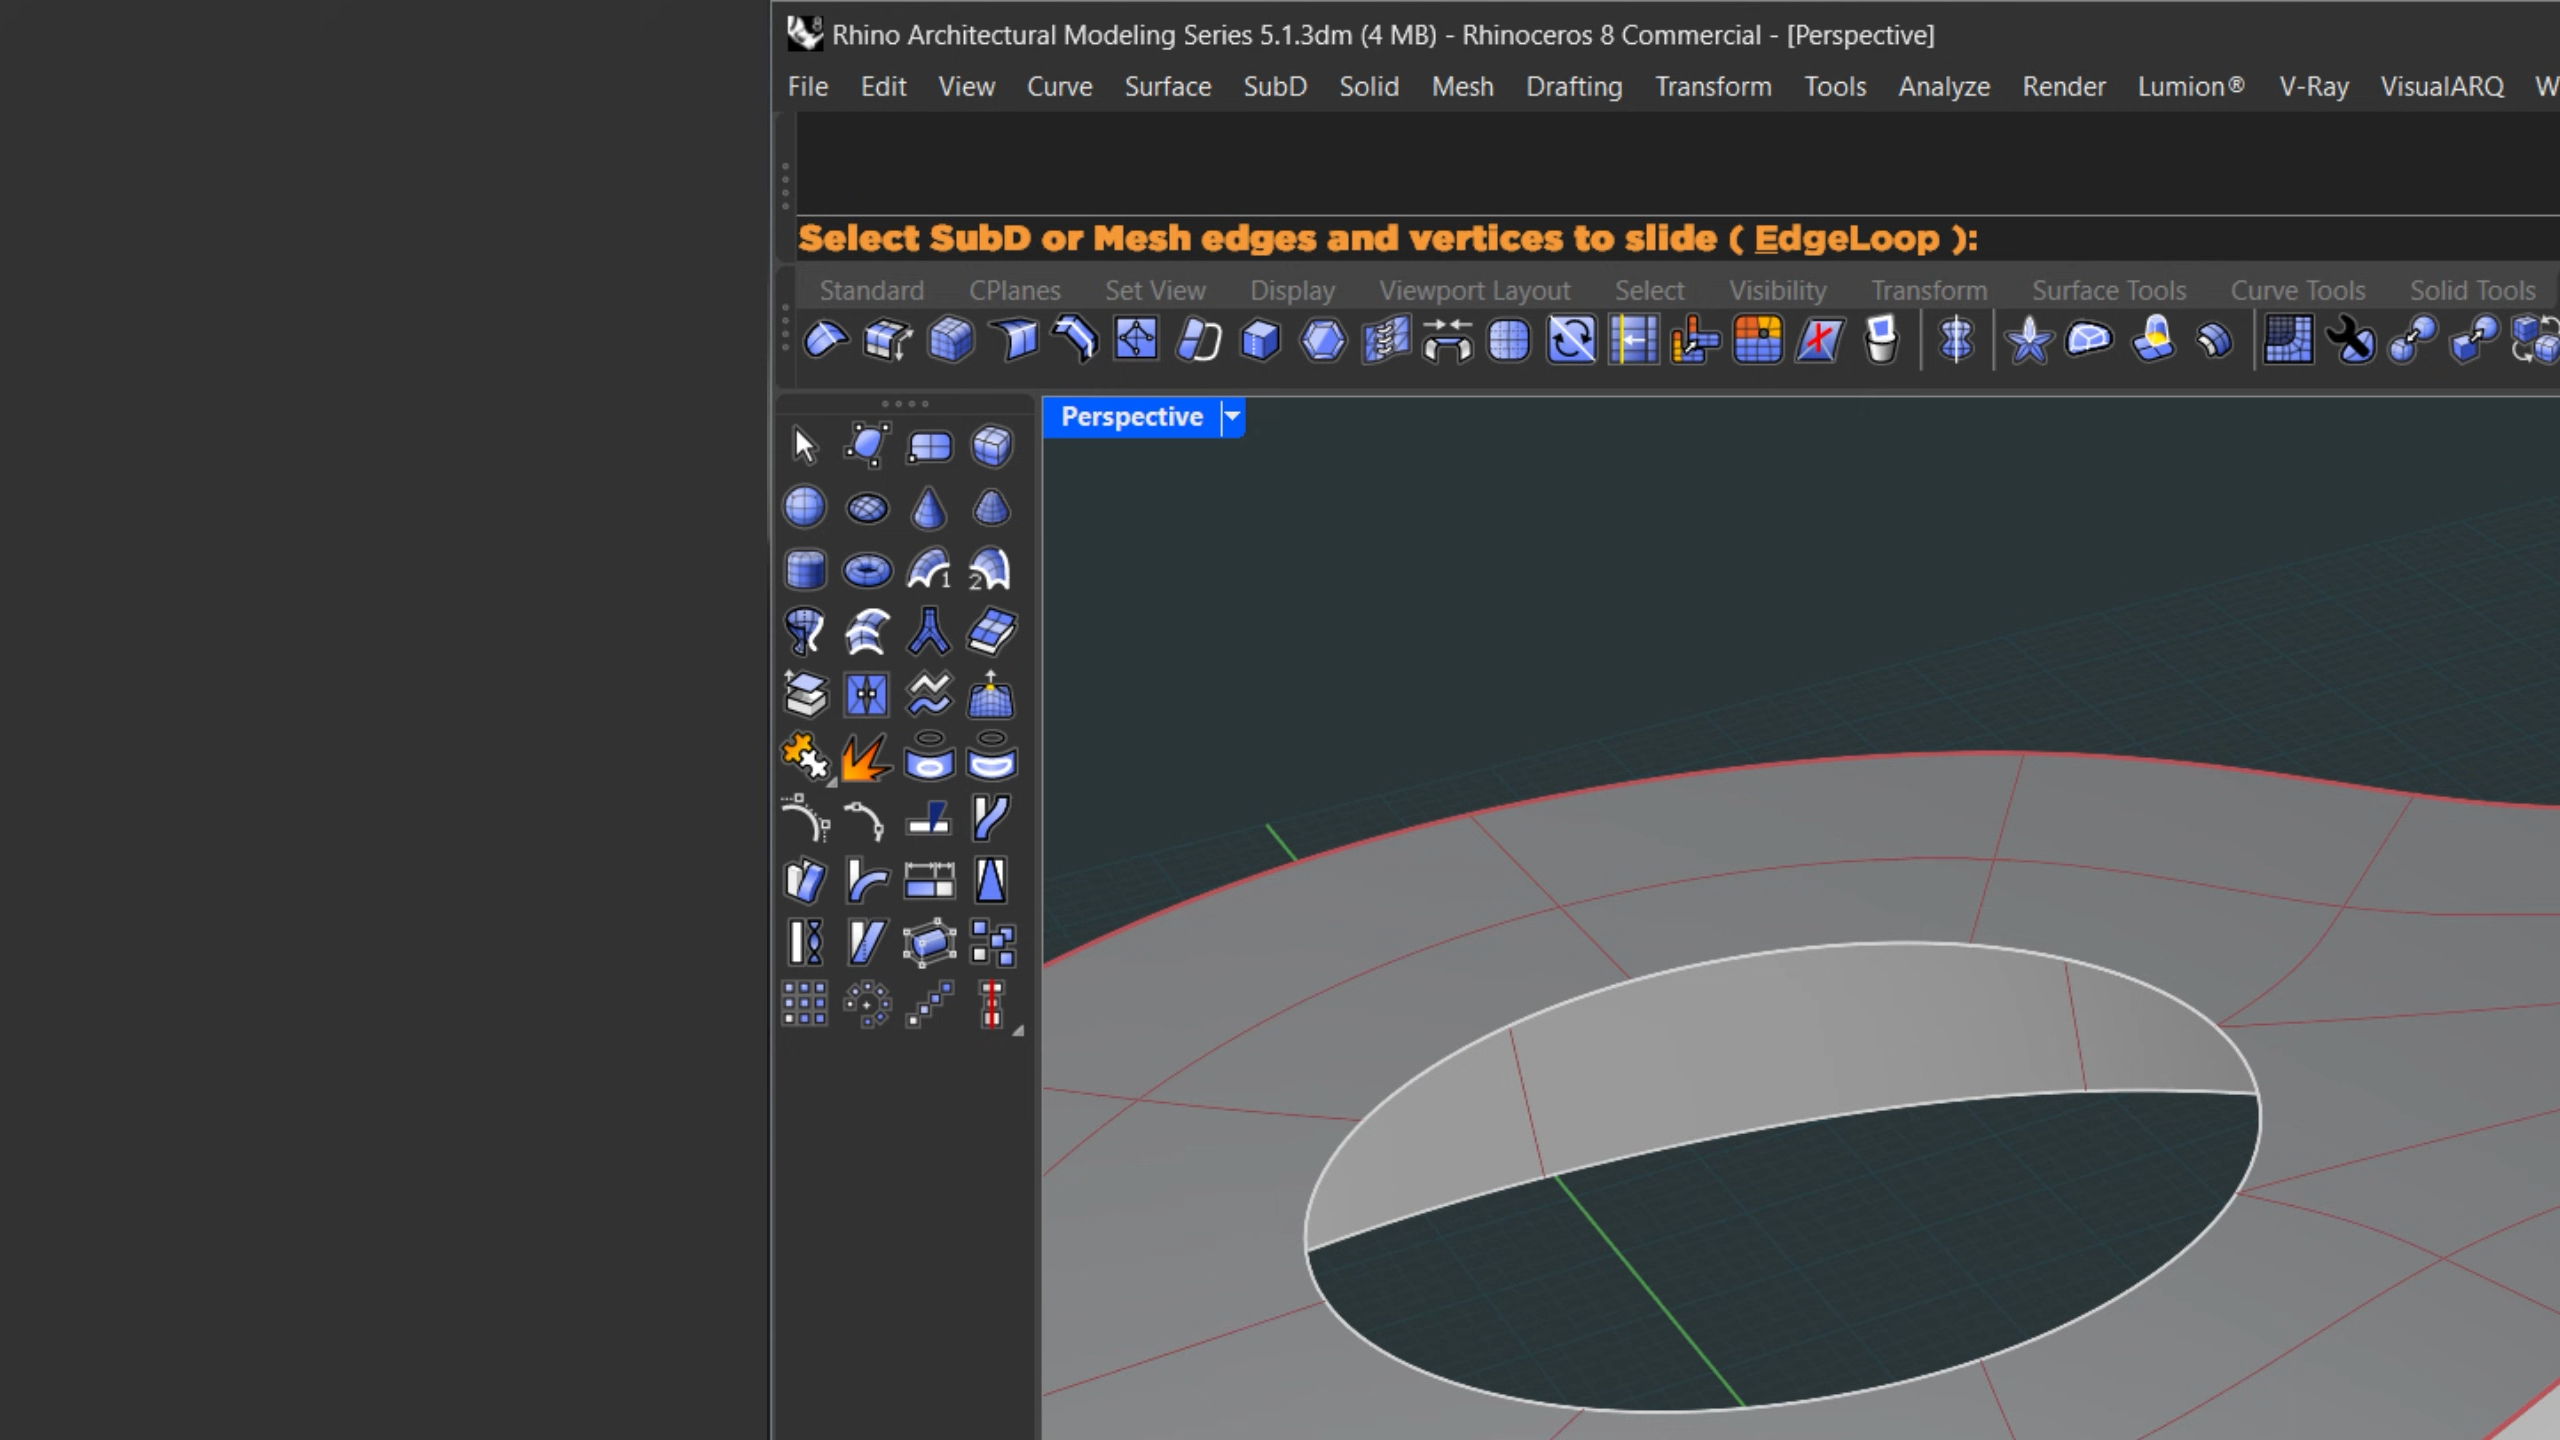 Rhino Architectural Modeling Series 5.1.3dm (4 MB) - Rhinoceros 8 Commercial - [Perspective]
File Edit View Curve Surface SubD Solid Mesh Drafting Transform Tools Analyze Render Lumion® V-Ray VisualARQ W
Select SubD or Mesh edges and vertices to slide ( EdgeLoop ):
Standard CPlanes Set View Display Viewport Layout Select Visibility Transform Surface Tools Curve Tools Solid Tools
Perspective
1 2